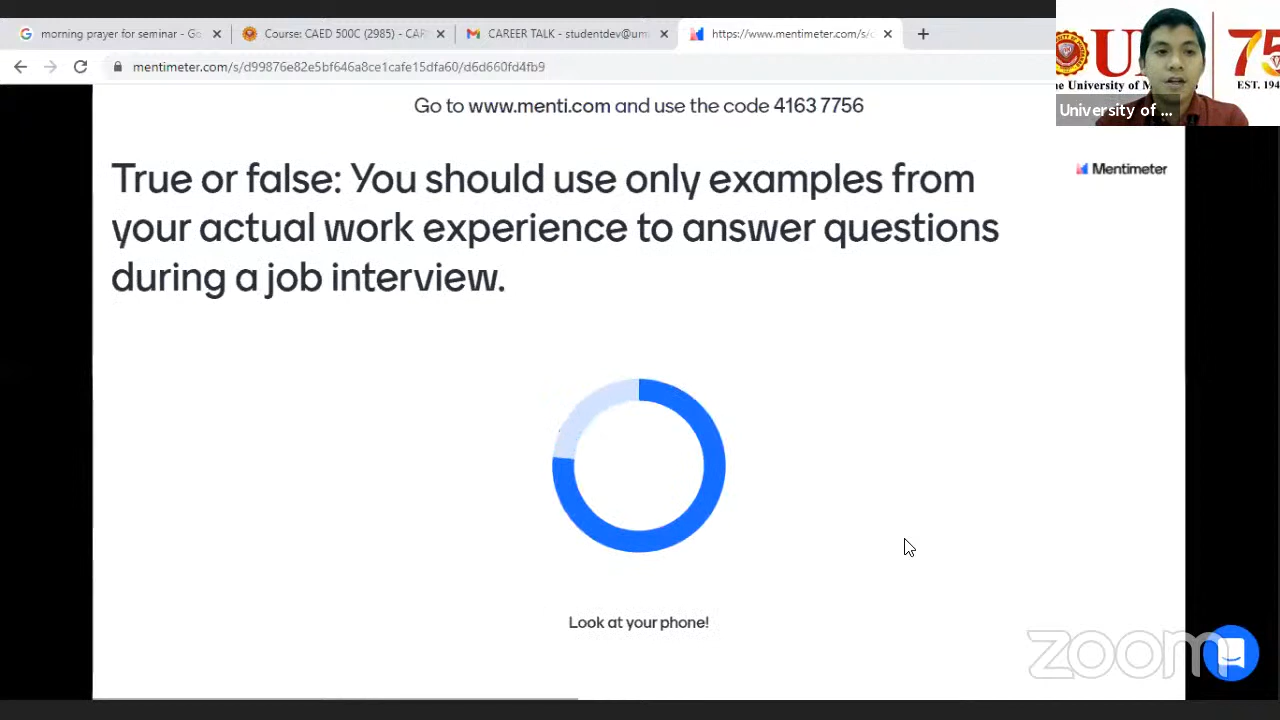 morning prayer for seminar - Go
Course: CAED 500C (2985) - CAR
CAREER TALK - studentdev@um
https://www.mentimeter.com/s/
mentimeter.com/s/d99876e82e5bf646a8ce1cafe15dfa60/d6d660fd4fb9
75
EST. 194
University of ...
Go to www.menti.com and use the code 4163 7756
Mentimeter
True or false: You should use only examples from
your actual work experience to answer questions
during a job interview.
Look at your phone!
zoom